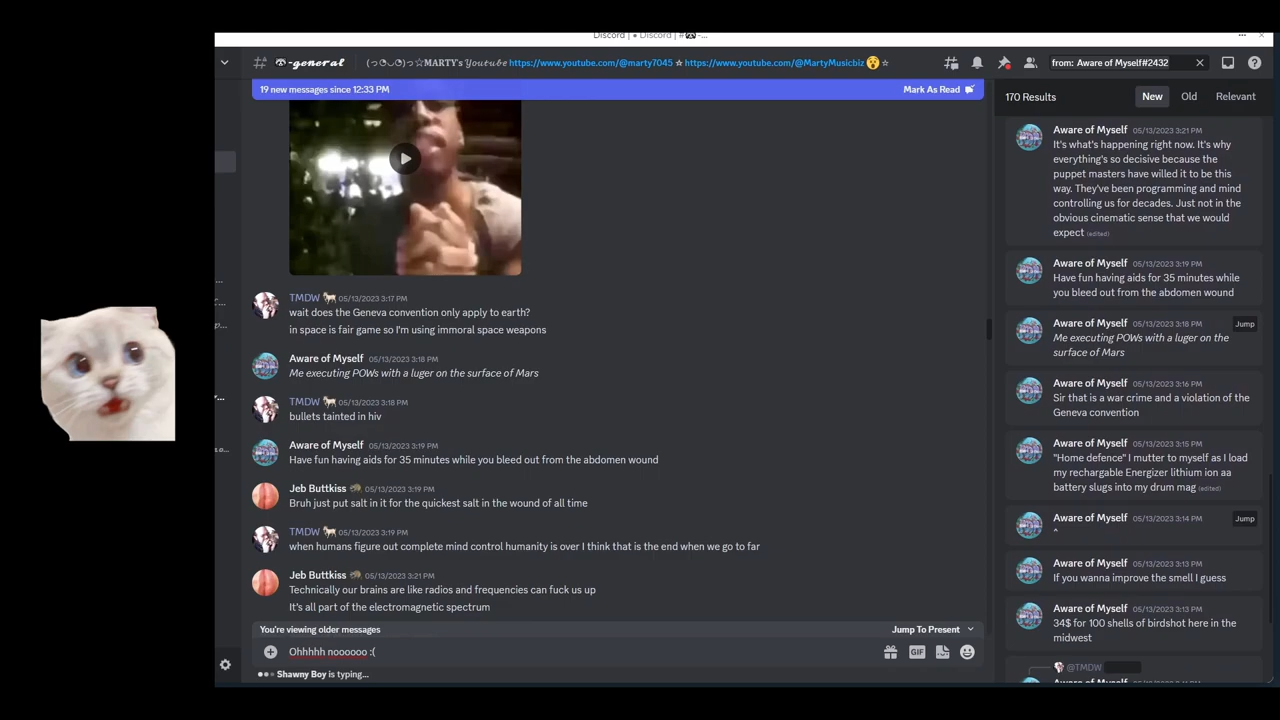 Discord | • Discord | #🦝-...
🦝-𝓰𝓮𝓷𝓮𝓻𝓪𝓵
(っ◔◡◔)っ☆MARTY's 𝓨𝓸𝓾𝓽𝓾𝓫𝓮 https://www.youtube.com/@marty7045 ☆ https://www.youtube.com/@MartyMusicbiz 😯 ☆
from: Aware of Myself#2432
19 new messages since 12:33 PM
Mark As Read
TMDW 🐐 05/13/2023 3:17 PM
wait does the Geneva convention only apply to earth?
in space is fair game so I'm using immoral space weapons
Aware of Myself 05/13/2023 3:18 PM
Me executing POWs with a luger on the surface of Mars
TMDW 🐐 05/13/2023 3:18 PM
bullets tainted in hiv
Aware of Myself 05/13/2023 3:19 PM
Have fun having aids for 35 minutes while you bleed out from the abdomen wound
Jeb Buttkiss 05/13/2023 3:19 PM
Bruh just put salt in it for the quickest salt in the wound of all time
TMDW 🐐 05/13/2023 3:19 PM
when humans figure out complete mind control humanity is over I think that is the end when we go to far
Jeb Buttkiss 05/13/2023 3:21 PM
Technically our brains are like radios and frequencies can fuck us up
It's all part of the electromagnetic spectrum
You're viewing older messages
Jump To Present
Ohhhhh noooooo :(
GIF
Shawny Boy is typing...
170 Results
New
Old
Relevant
Aware of Myself 05/13/2023 3:21 PM
It's what's happening right now. It's why
everything's so decisive because the
puppet masters have willed it to be this
way. They've been programming and mind
controlling us for decades. Just not in the
obvious cinematic sense that we would
expect (edited)
Aware of Myself 05/13/2023 3:19 PM
Have fun having aids for 35 minutes while
you bleed out from the abdomen wound
Aware of Myself 05/13/2023 3:18 PM
Jump
Me executing POWs with a luger on the
surface of Mars
Aware of Myself 05/13/2023 3:16 PM
Sir that is a war crime and a violation of the
Geneva convention
Aware of Myself 05/13/2023 3:15 PM
"Home defence" I mutter to myself as I load
my rechargable Energizer lithium ion aa
battery slugs into my drum mag (edited)
Aware of Myself 05/13/2023 3:14 PM
Jump
^
Aware of Myself 05/13/2023 3:13 PM
If you wanna improve the smell I guess
Aware of Myself 05/13/2023 3:13 PM
34$ for 100 shells of birdshot here in the
midwest
@TMDW